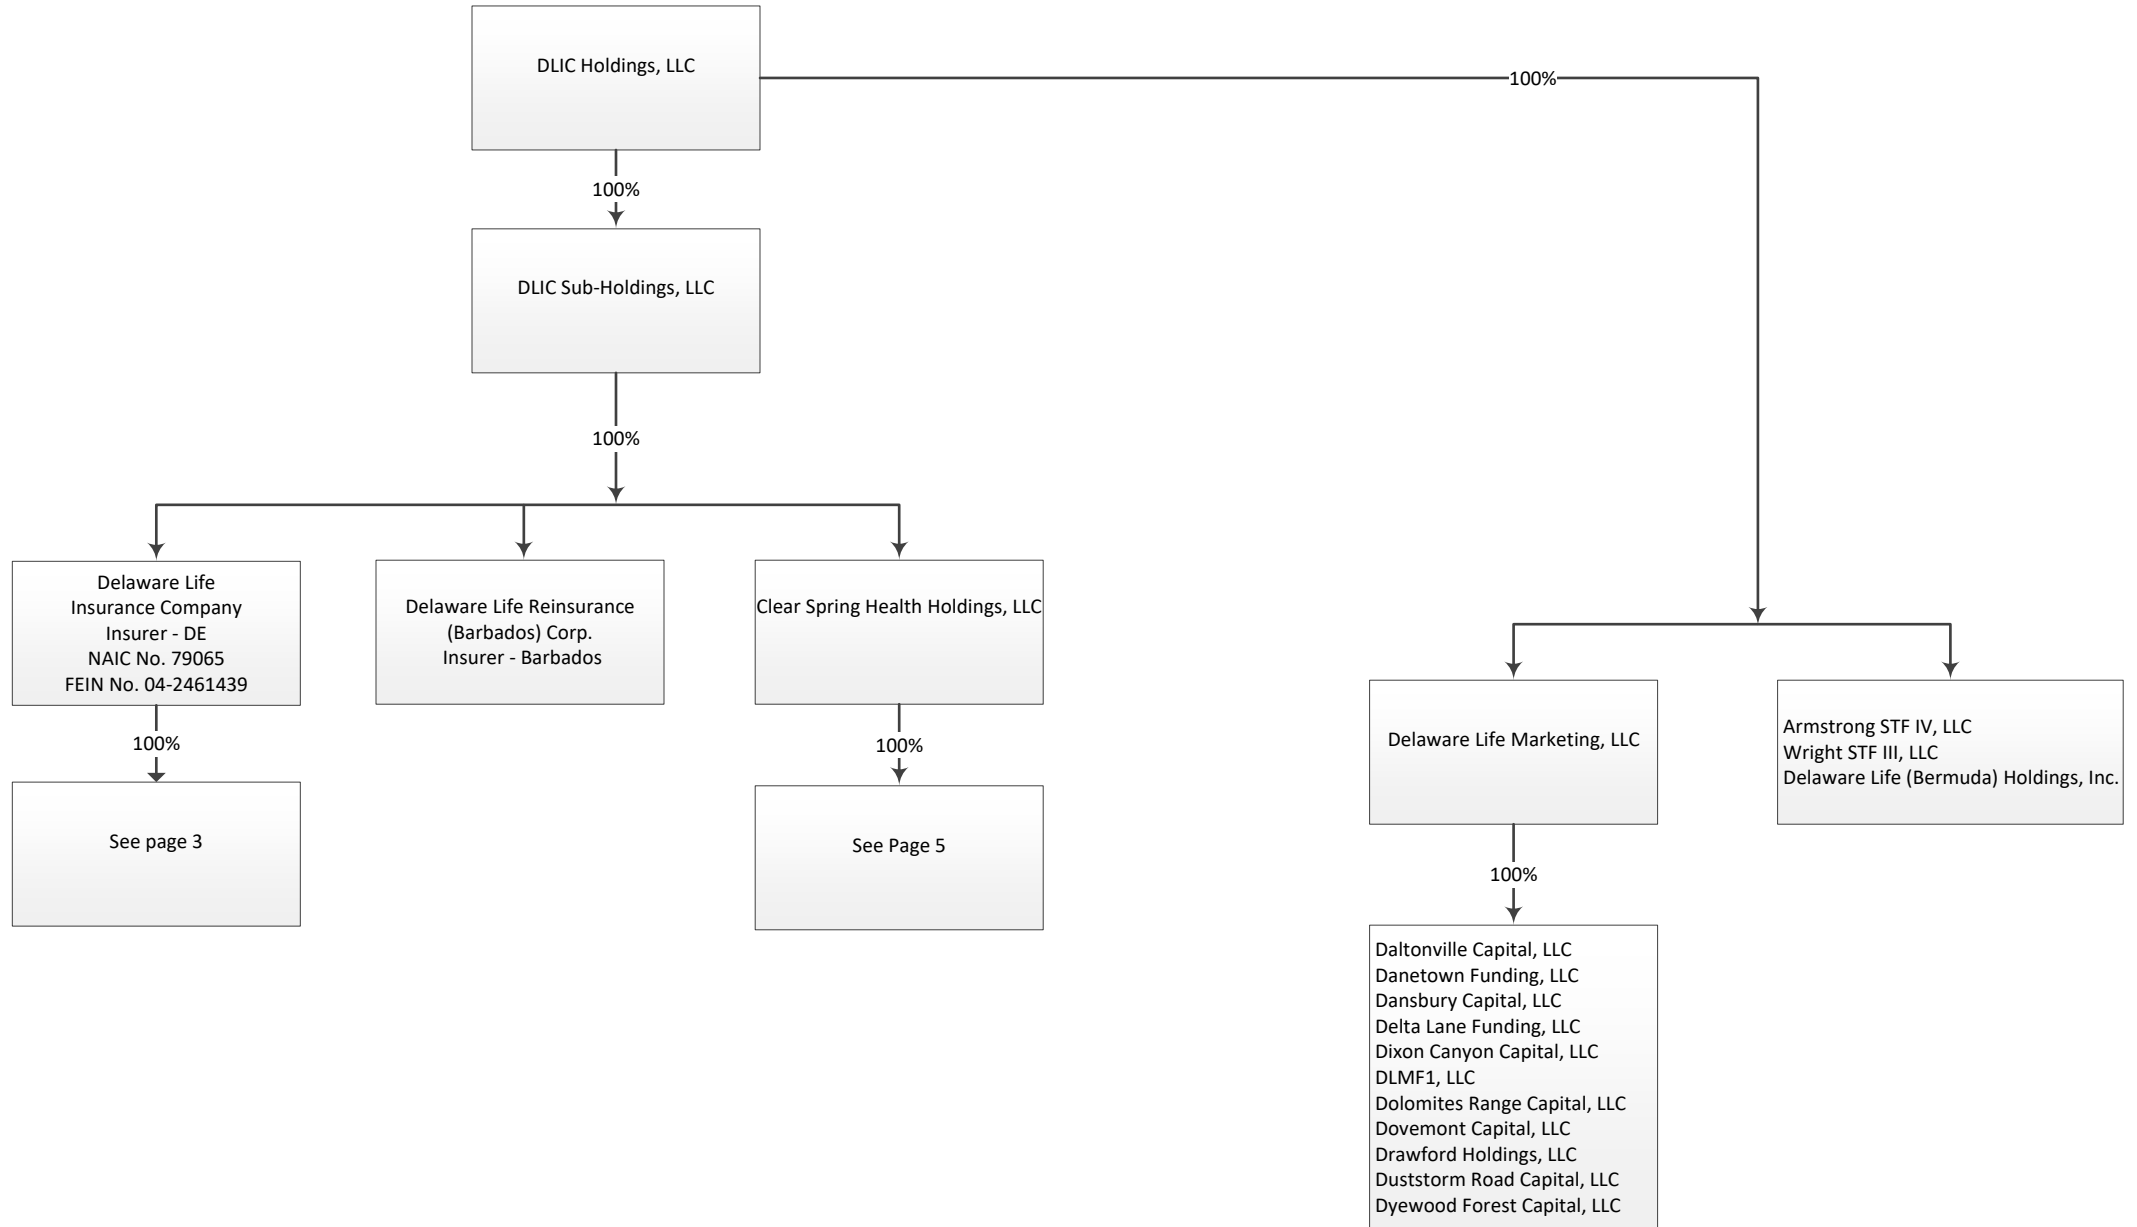 DLIC Holdings, LLC
100%
100%
DLIC Sub-Holdings, LLC
100%
Delaware Life
Insurance Company
Insurer - DE
NAIC No. 79065
FEIN No. 04-2461439
Delaware Life Reinsurance
(Barbados) Corp.
Insurer - Barbados
Clear Spring Health Holdings, LLC
100%
100%
See page 3
See Page 5
Delaware Life Marketing, LLC
Armstrong STF IV, LLC
Wright STF III, LLC
Delaware Life (Bermuda) Holdings, Inc.
100%
Daltonville Capital, LLC
Danetown Funding, LLC
Dansbury Capital, LLC
Delta Lane Funding, LLC
Dixon Canyon Capital, LLC
DLMF1, LLC
Dolomites Range Capital, LLC
Dovemont Capital, LLC
Drawford Holdings, LLC
Duststorm Road Capital, LLC
Dyewood Forest Capital, LLC